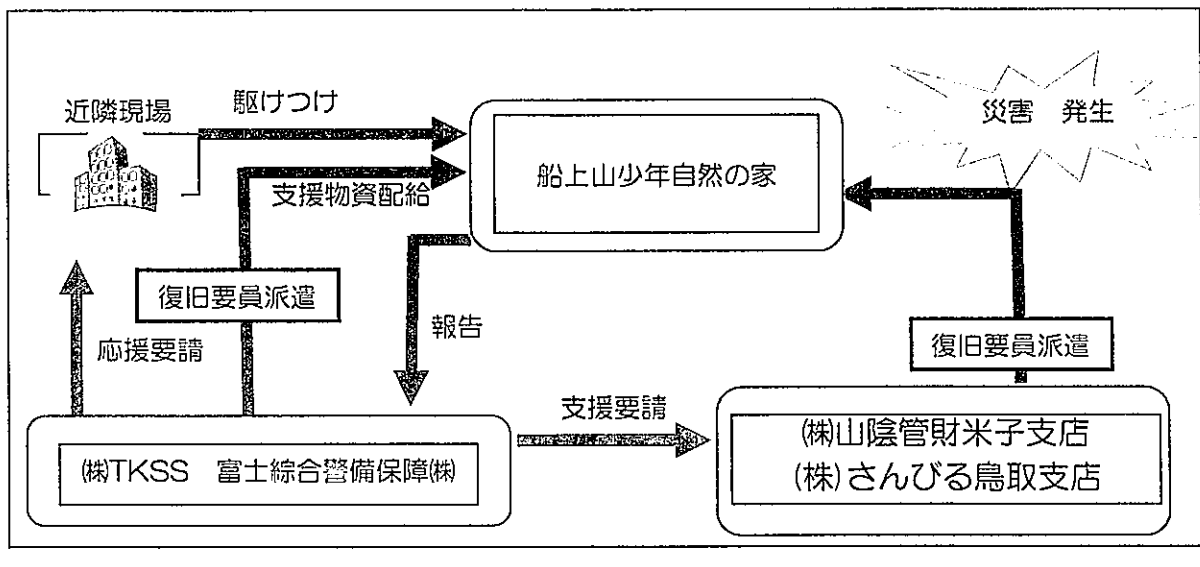 近隣現場
駆けつけ
災害 発生
船上山少年自然の家
支援物資配給
復旧要員派遣
応援要請
報告
復旧要員派遣
支援要請
㈱TKSS 富士綜合警備保障㈱
㈱山陰管財米子支店
(株)さんびる鳥取支店